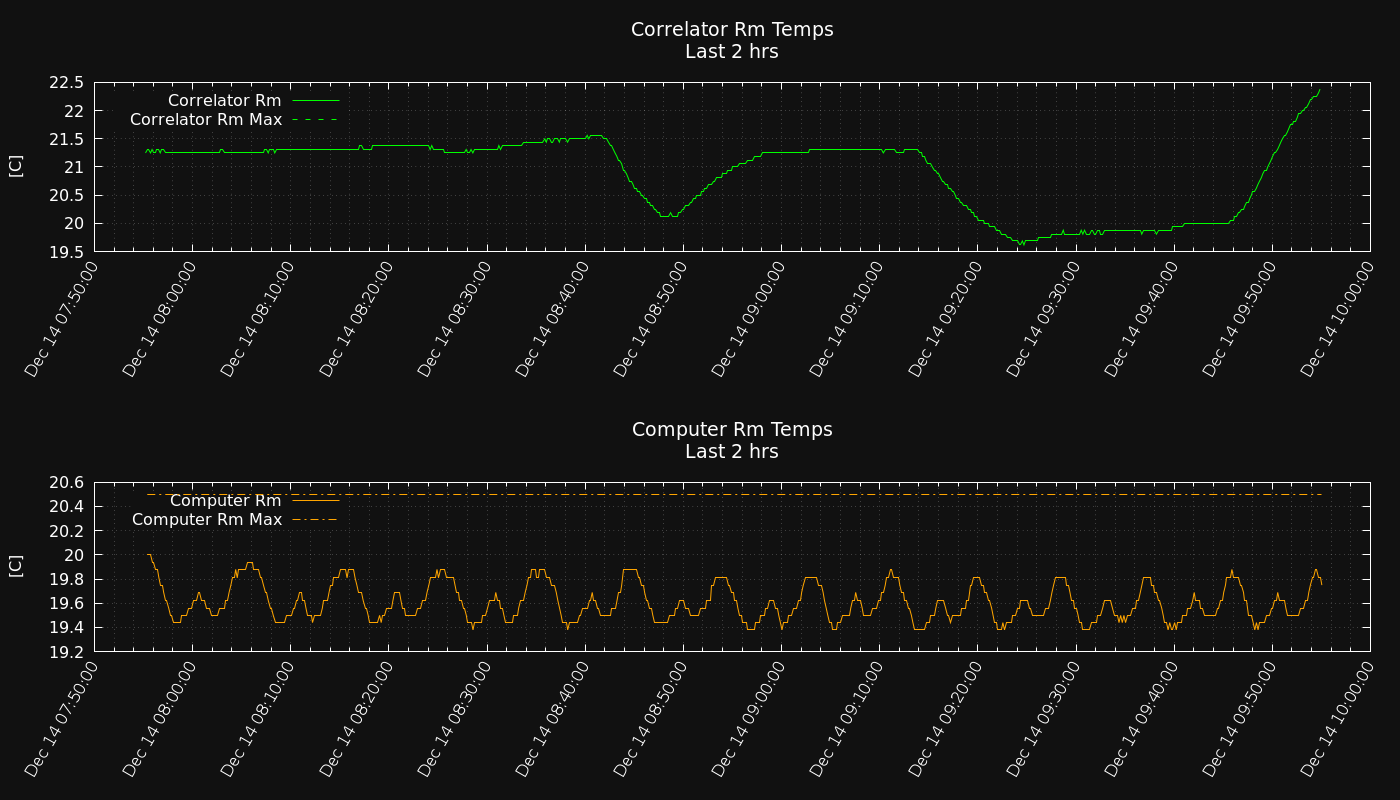 Correlator Rm Temps
Last 2 hrs
22.5
22
21.5
21
20.5
20
19.5
[C]
Correlator Rm
Correlator Rm Max
Dec 14 07:50:00
Dec 14 08:00:00
Dec 14 08:10:00
Dec 14 08:20:00
Dec 14 08:30:00
Dec 14 08:40:00
Dec 14 08:50:00
Dec 14 09:00:00
Dec 14 09:10:00
Dec 14 09:20:00
Dec 14 09:30:00
Dec 14 09:40:00
Dec 14 09:50:00
Dec 14 10:00:00
Computer Rm Temps
Last 2 hrs
20.6
20.4
20.2
20
19.8
19.6
19.4
19.2
[C]
Computer Rm
Computer Rm Max
Dec 14 07:50:00
Dec 14 08:00:00
Dec 14 08:10:00
Dec 14 08:20:00
Dec 14 08:30:00
Dec 14 08:40:00
Dec 14 08:50:00
Dec 14 09:00:00
Dec 14 09:10:00
Dec 14 09:20:00
Dec 14 09:30:00
Dec 14 09:40:00
Dec 14 09:50:00
Dec 14 10:00:00